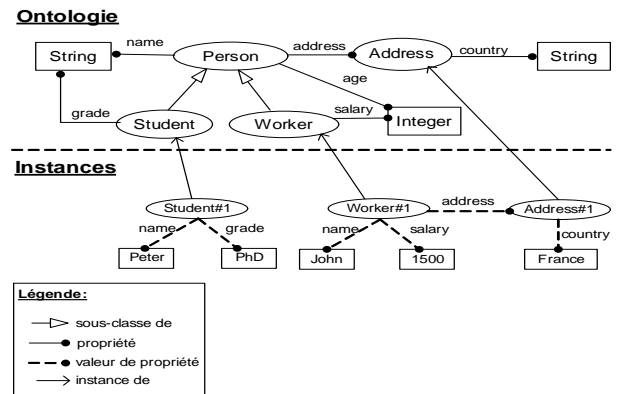 Ontologie
String
name
Person
address
Address
country
String
age
grade
Student
Worker
salary
Integer
Instances
Student#1
Worker#1
address
Address#1
name
grade
name
salary
country
Peter
PhD
John
1500
France
Légende:
sous-classe de
propriété
valeur de propriété
instance de